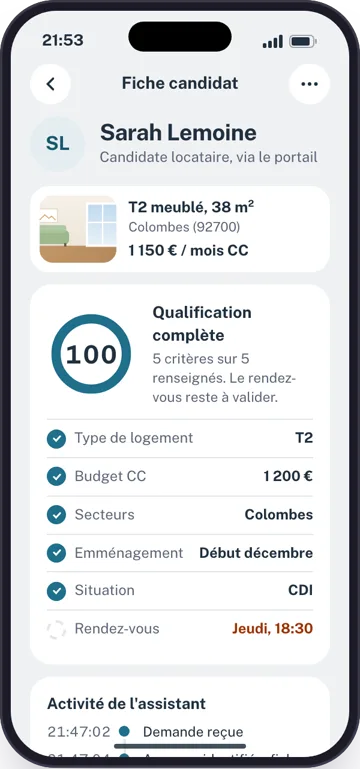 21:53
Fiche candidat
SL
Sarah Lemoine
Candidate locataire, via le portail
T2 meublé, 38 m²
Colombes (92700)
1 150 € / mois CC
100
Qualification
complète
5 critères sur 5
renseignés. Le rendez-
vous reste à valider.
Type de logement T2
Budget CC 1 200 €
Secteurs Colombes
Emménagement Début décembre
Situation CDI
Rendez-vous Jeudi, 18:30
Activité de l'assistant
21:47:02 Demande reçue